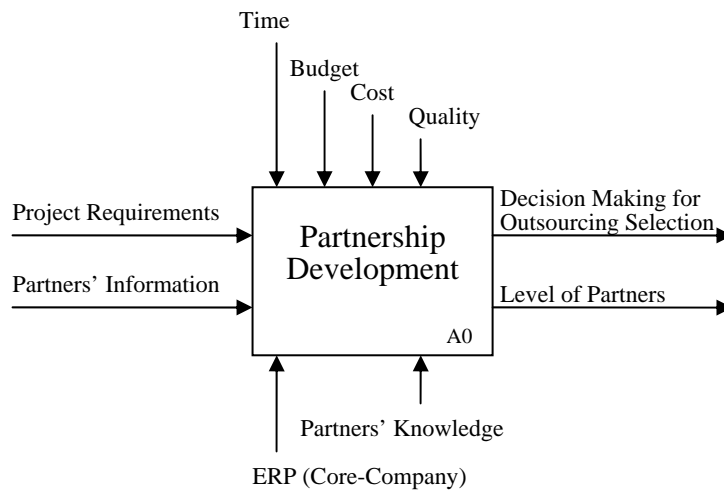 Time
Budget
Cost
Quality
Project Requirements
Partners’ Information
Partnership
Development
A0
Decision Making for
Outsourcing Selection
Level of Partners
Partners’ Knowledge
ERP (Core-Company)